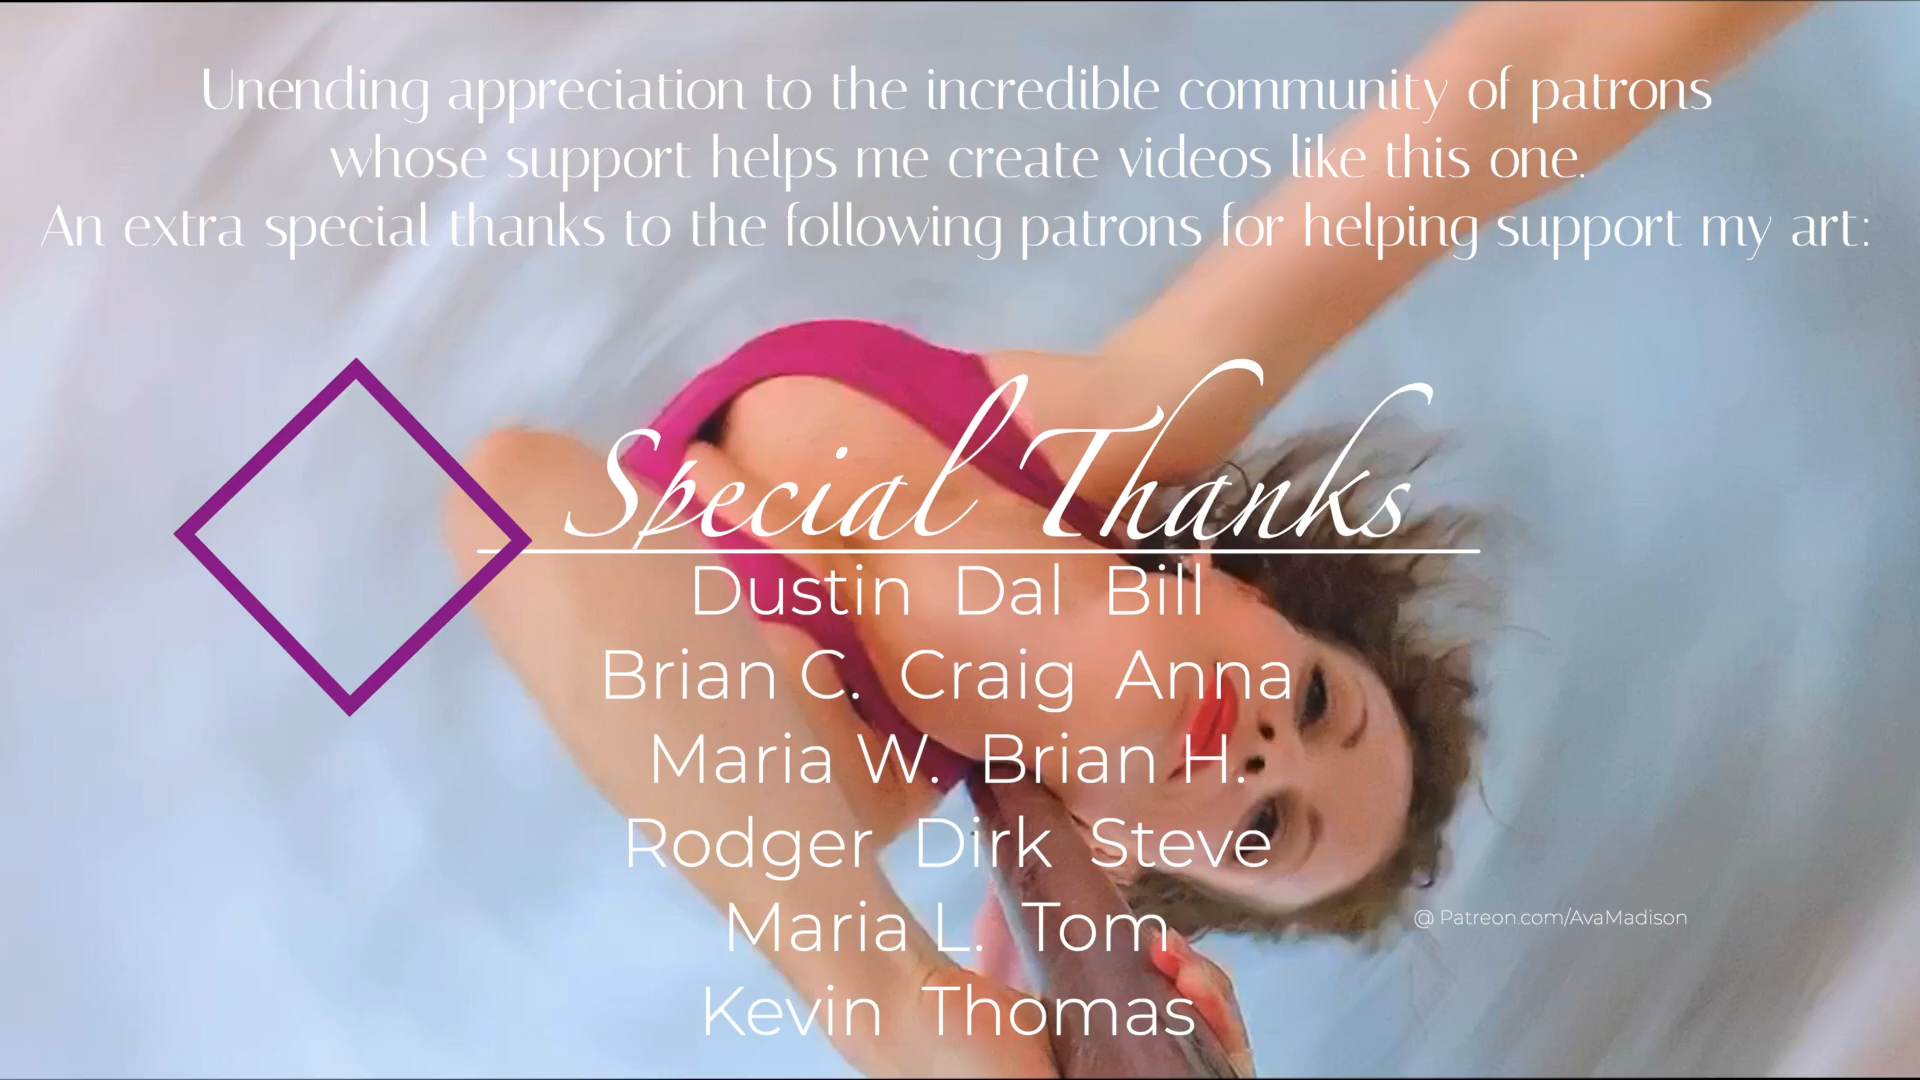 Unending appreciation to the incredible community of patrons
whose support helps me create videos like this one.
An extra special thanks to the following patrons for helping support my art:
Special Thanks
Dustin Dal Bill
Brian C. Craig Anna
Maria W. Brian H.
Rodger Dirk Steve
Maria L. Tom
Kevin Thomas
@ Patreon.com/AvaMadison